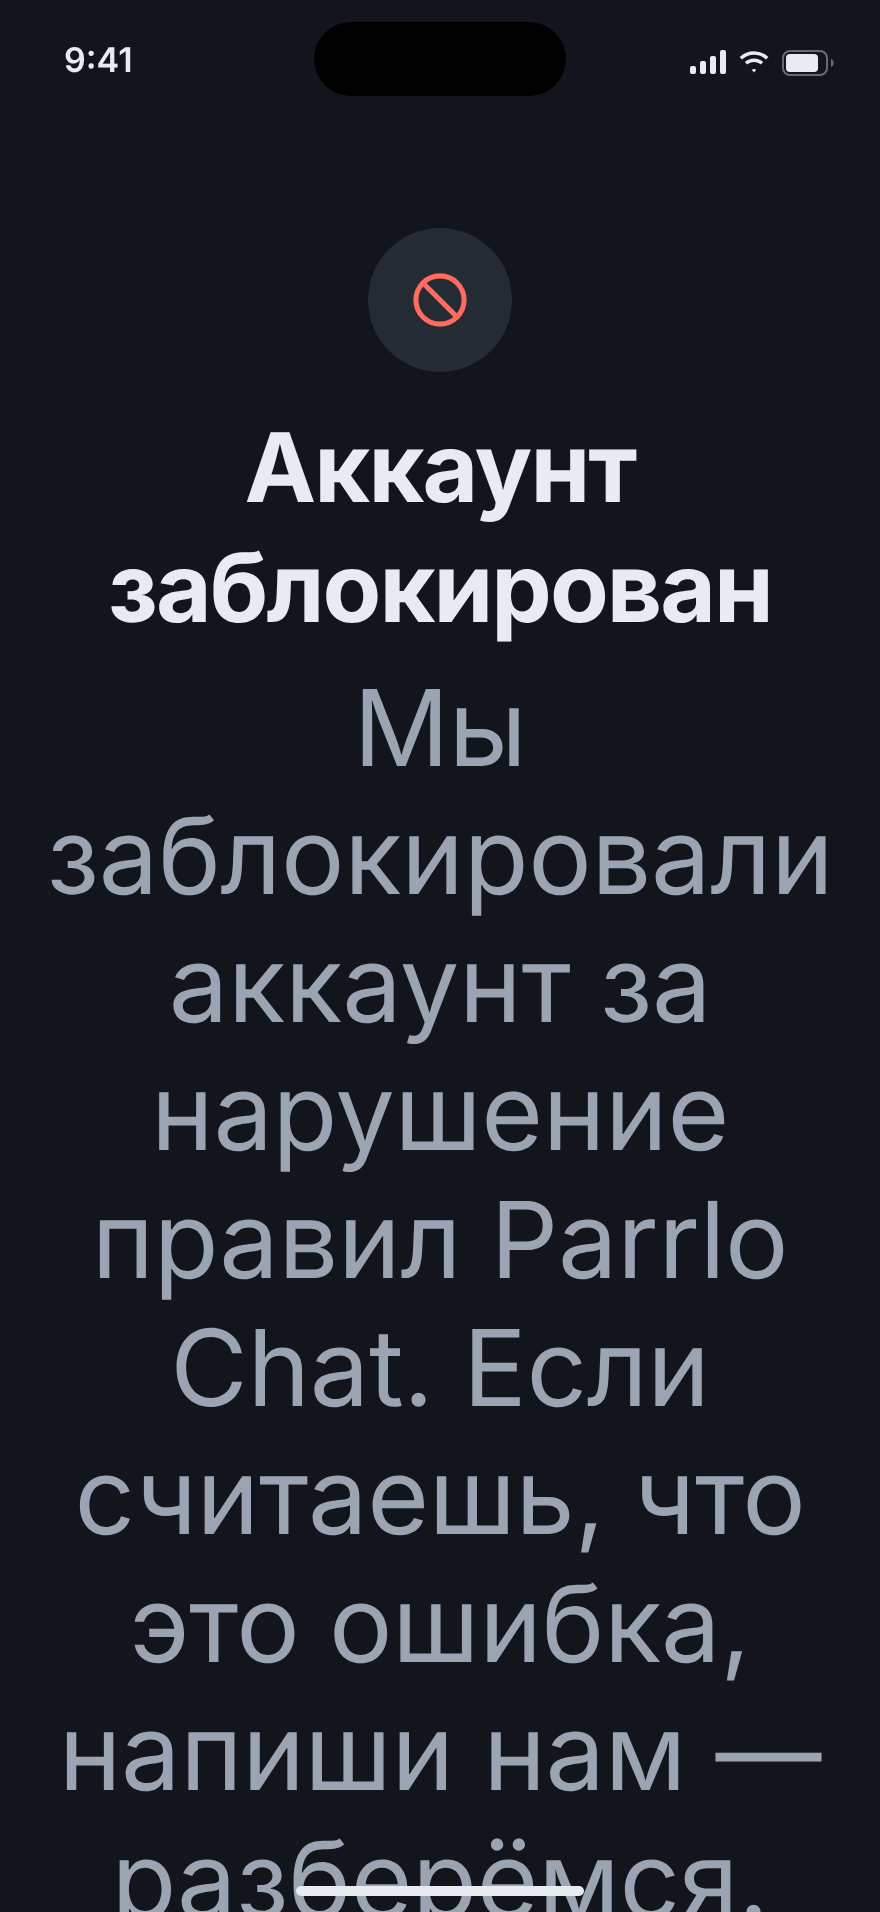 9:41
Аккаунт
заблокирован
Мы
заблокировали
аккаунт за
нарушение
правил Parrlo
Chat. Если
считаешь, что
это ошибка,
напиши нам —
разберёмся.